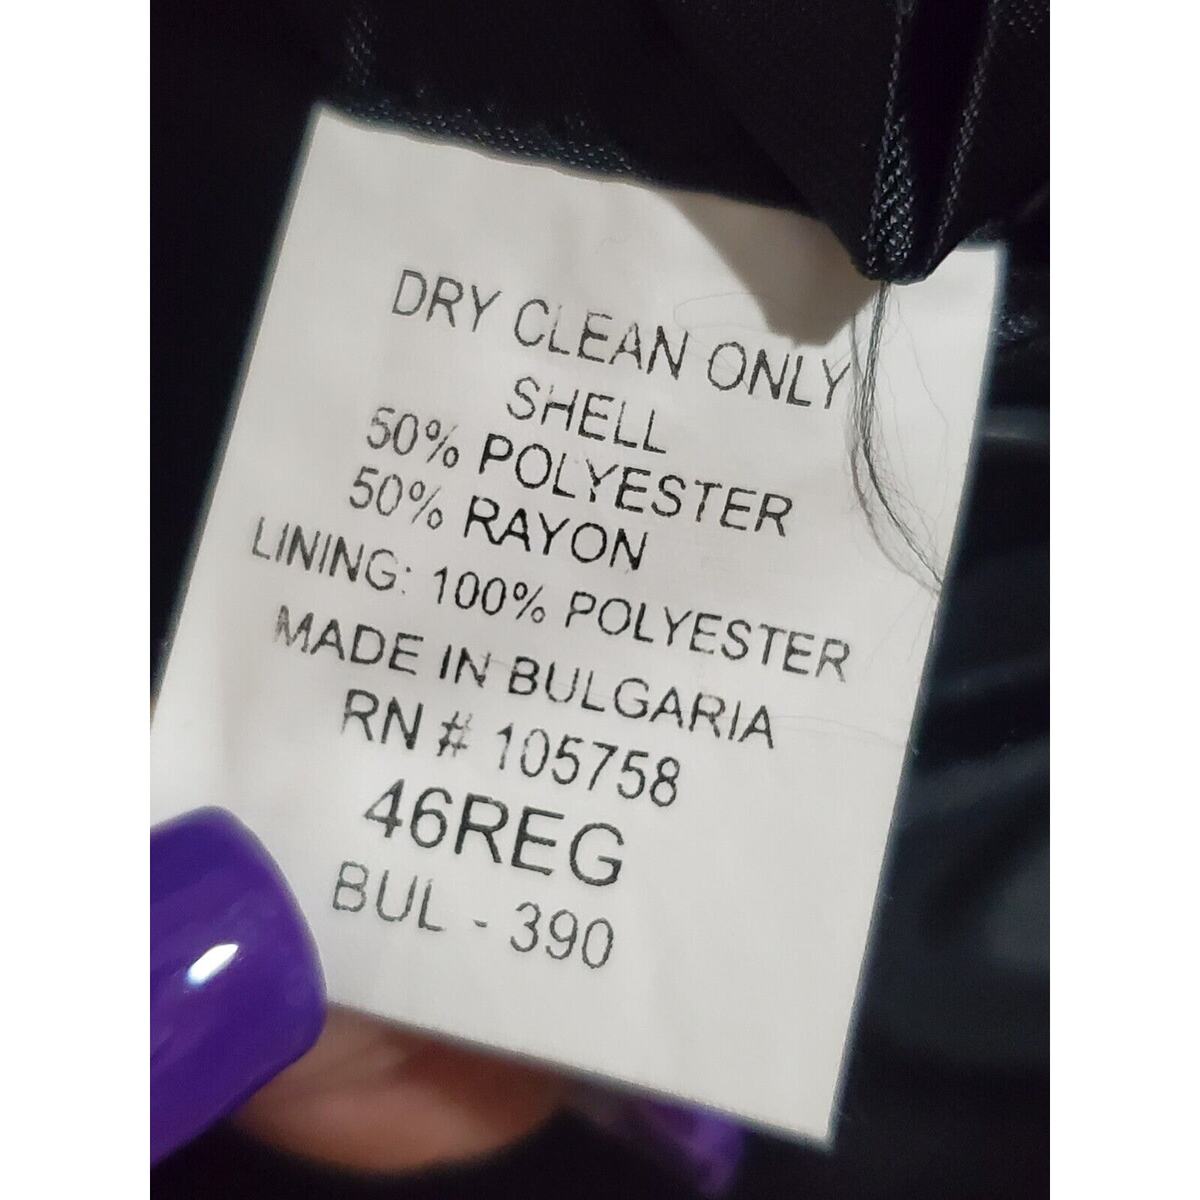 DRY CLEAN ONLY
SHELL
50% POLYESTER
50% RAYON
LINING: 100% POLYESTER
MADE IN BULGARIA
RN # 105758
46REG
BUL - 390